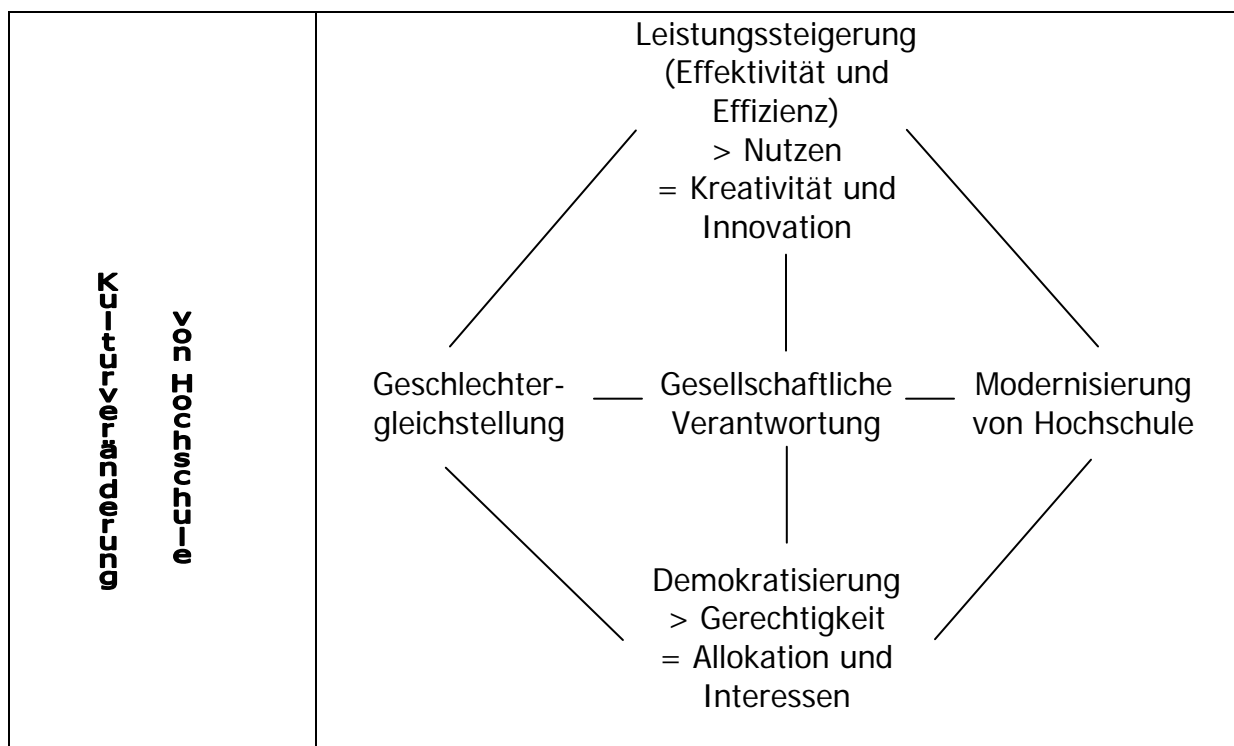 Kulturveränderung
von Hochschule
Leistungssteigerung
(Effektivität und
Effizienz)
> Nutzen
= Kreativität und
Innovation
Geschlechter-
gleichstellung
Gesellschaftliche
Verantwortung
Modernisierung
von Hochschule
Demokratisierung
> Gerechtigkeit
= Allokation und
Interessen